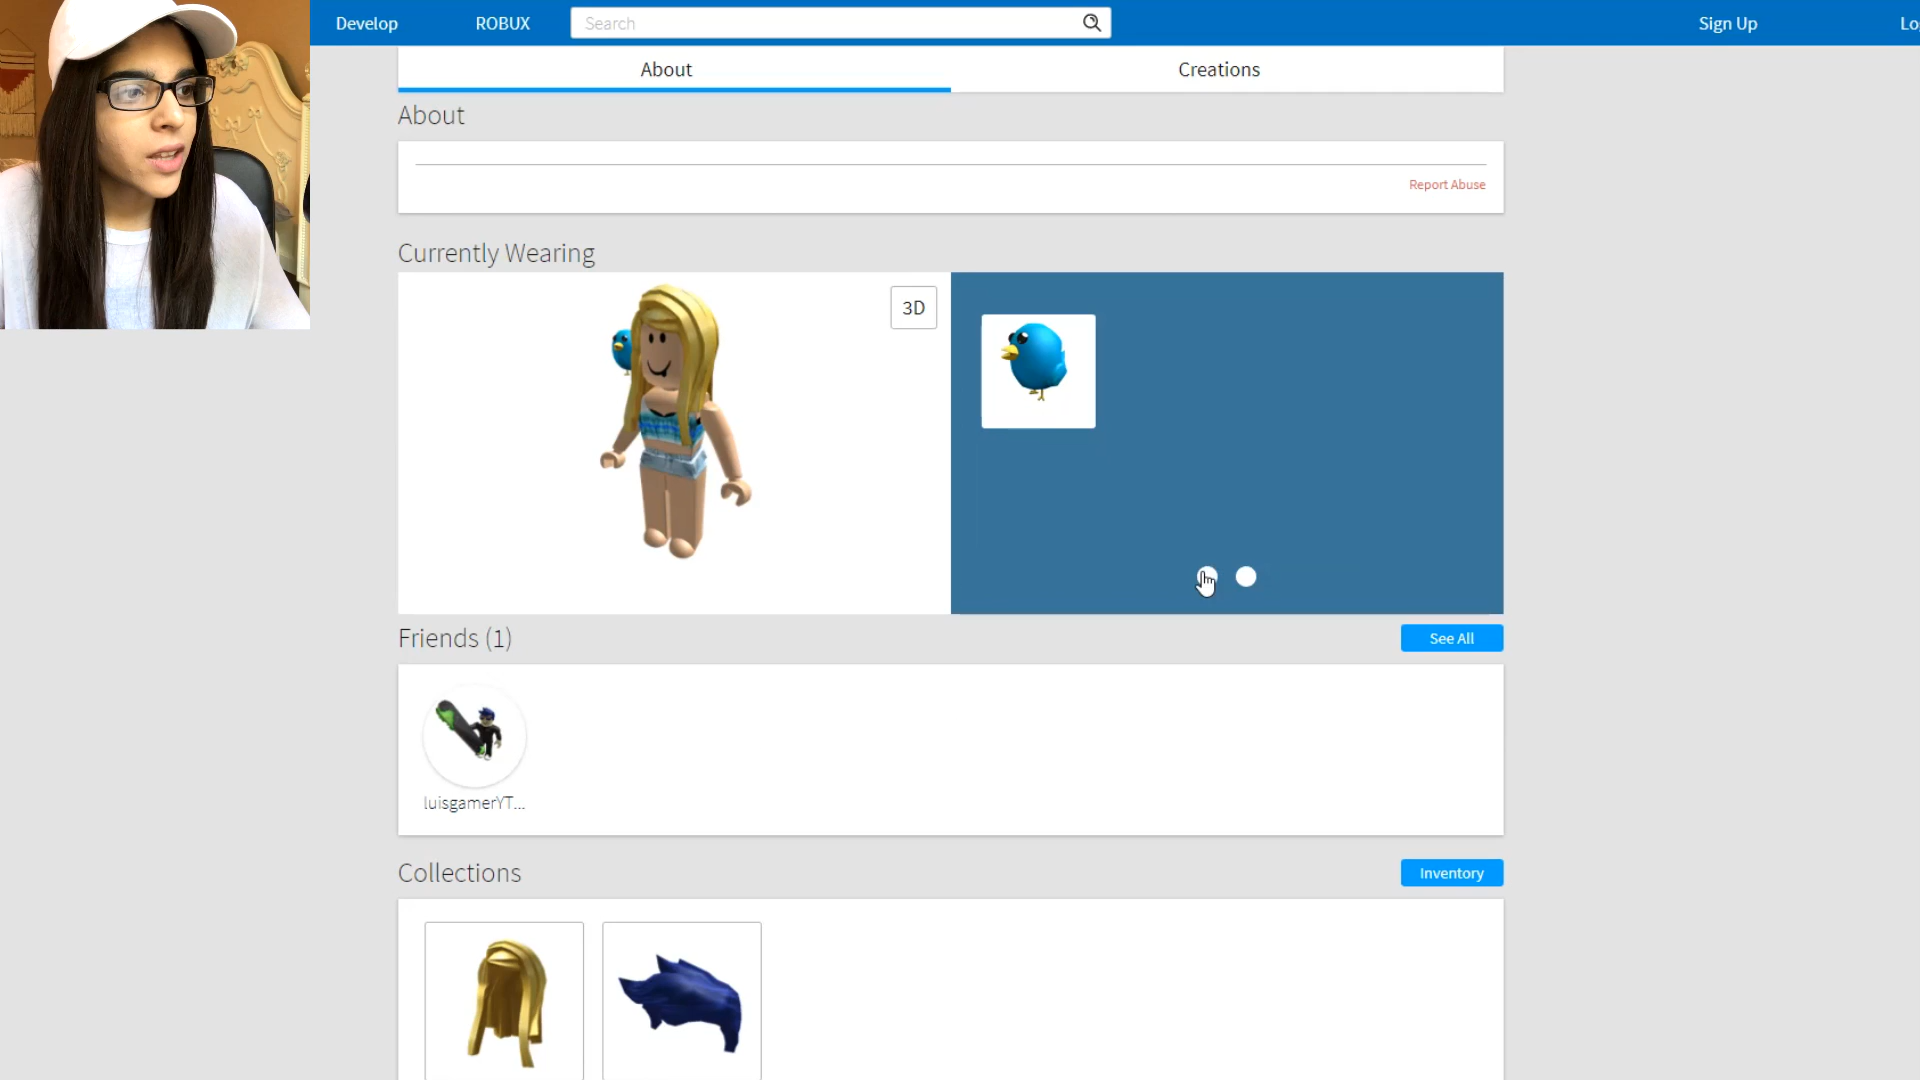 Develop
ROBUX
Search
Sign Up
Lo
About
Creations
About
Report Abuse
Currently Wearing
3D
Friends (1)
See All
luisgamerYT...
Collections
Inventory